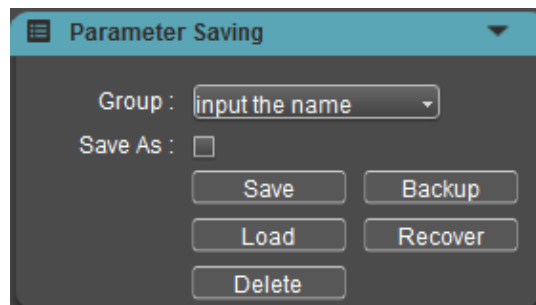 Parameter Saving
Group : input the name
Save As :
Save Backup
Load Recover
Delete